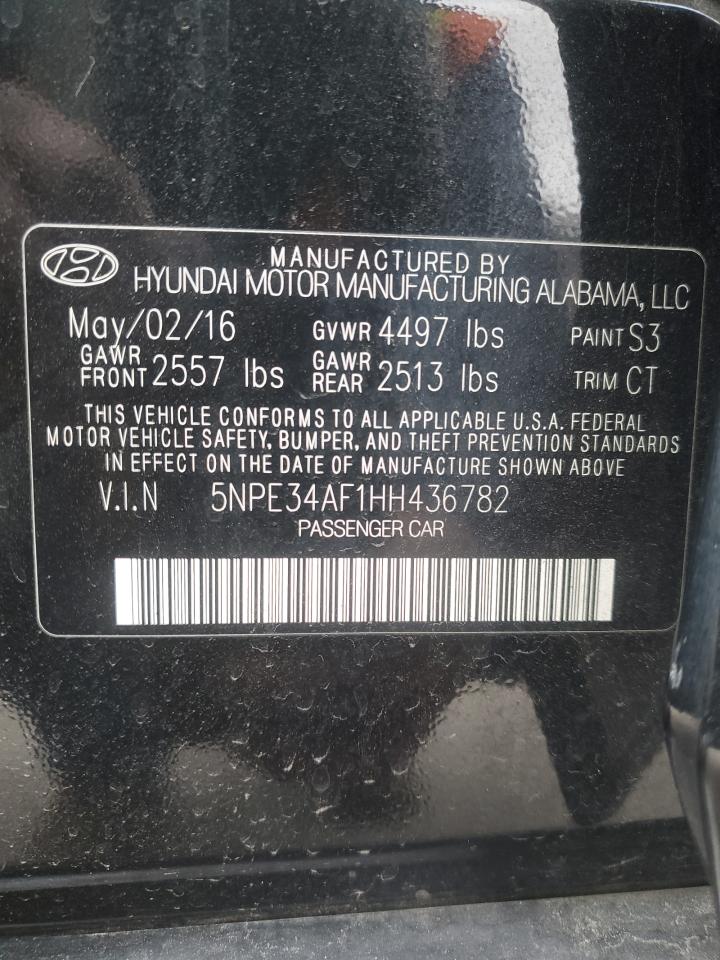 MANUFACTURED BY
HYUNDAI MOTOR MANUFACTURING ALABAMA, LLC
May/02/16 GVWR 4497 lbs PAINT S3
GAWR FRONT 2557 lbs GAWR REAR 2513 lbs TRIM CT
THIS VEHICLE CONFORMS TO ALL APPLICABLE U.S.A. FEDERAL
MOTOR VEHICLE SAFETY, BUMPER, AND THEFT PREVENTION STANDARDS
IN EFFECT ON THE DATE OF MANUFACTURE SHOWN ABOVE
V.I.N 5NPE34AF1HH436782
PASSENGER CAR